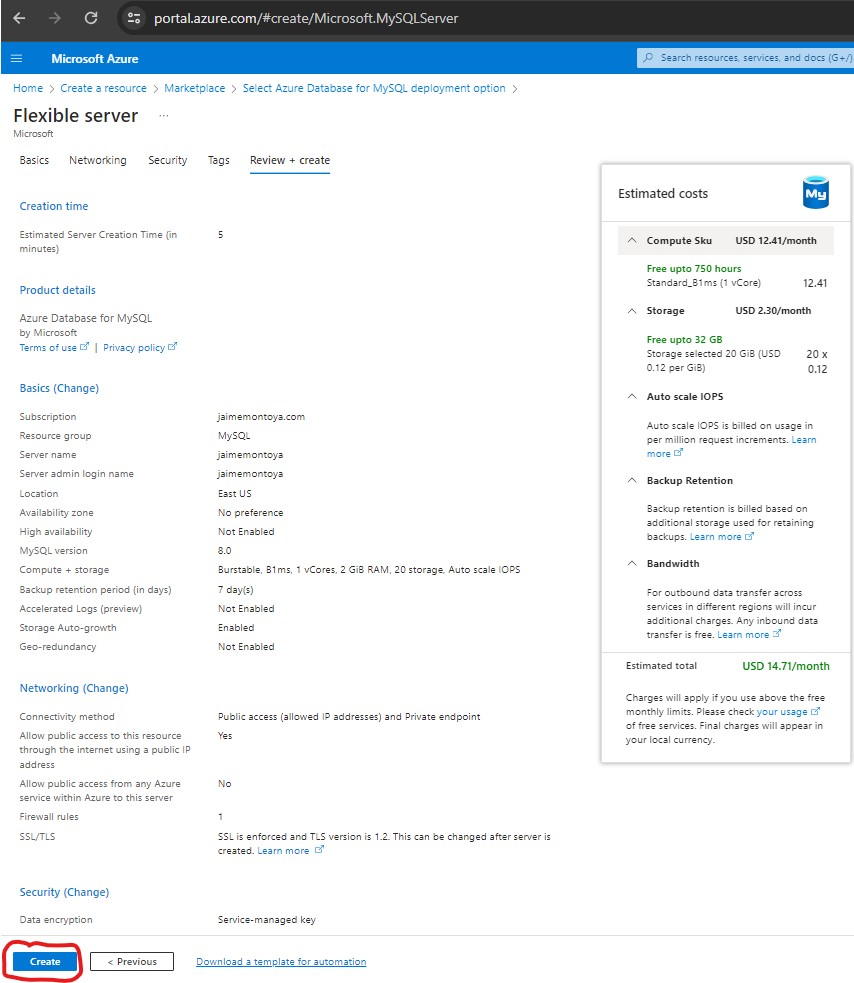 portal.azure.com/#create/Microsoft.MySQLServer
Microsoft Azure
Search resources, services, and docs (G+/)
Home > Create a resource > Marketplace > Select Azure Database for MySQL deployment option >
Flexible server ...
Microsoft
Basics Networking Security Tags Review + create
Creation time
Estimated Server Creation Time (in 5
minutes)
Product details
Azure Database for MySQL
by Microsoft
Terms of use | Privacy policy
Basics (Change)
Subscription jaimemontoya.com
Resource group MySQL
Server name jaimemontoya
Server admin login name jaimemontoya
Location East US
Availability zone No preference
High availability Not Enabled
MySQL version 8.0
Compute + storage Burstable, B1ms, 1 vCores, 2 GiB RAM, 20 storage, Auto scale IOPS
Backup retention period (in days) 7 day(s)
Accelerated Logs (preview) Not Enabled
Storage Auto-growth Enabled
Geo-redundancy Not Enabled
Networking (Change)
Connectivity method Public access (allowed IP addresses) and Private endpoint
Allow public access to this resource Yes
through the internet using a public IP
address
Allow public access from any Azure No
service within Azure to this server
Firewall rules 1
SSL/TLS SSL is enforced and TLS version is 1.2. This can be changed after server is
created. Learn more
Security (Change)
Data encryption Service-managed key
Create < Previous Download a template for automation
Estimated costs My
Compute Sku USD 12.41/month
Free upto 750 hours
Standard_B1ms (1 vCore) 12.41
Storage USD 2.30/month
Free upto 32 GB
Storage selected 20 GiB (USD 20 x
0.12 per GiB) 0.12
Auto scale IOPS
Auto scale IOPS is billed on usage in
per million request increments. Learn
more
Backup Retention
Backup retention is billed based on
additional storage used for retaining
backups. Learn more
Bandwidth
For outbound data transfer across
services in different regions will incur
additional charges. Any inbound data
transfer is free. Learn more
Estimated total USD 14.71/month
Charges will apply if you use above the free
monthly limits. Please check your usage
of free services. Final charges will appear in
your local currency.